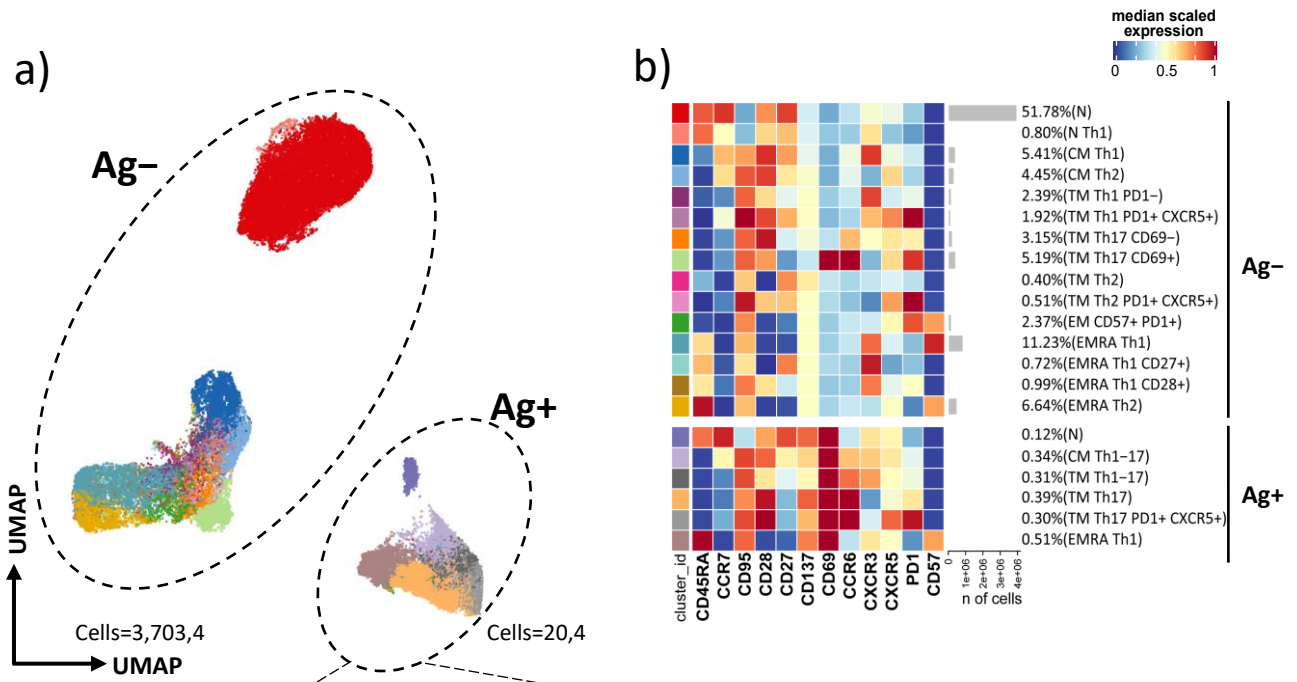 a)
Ag−
Ag+
UMAP
UMAP
Cells=3,703,4
Cells=20,4
b)
median scaled
expression
0 0.5 1
51.78%(N)
0.80%(N Th1)
5.41%(CM Th1)
4.45%(CM Th2)
2.39%(TM Th1 PD1−)
1.92%(TM Th1 PD1+ CXCR5+)
3.15%(TM Th17 CD69−)
5.19%(TM Th17 CD69+)
0.40%(TM Th2)
0.51%(TM Th2 PD1+ CXCR5+)
2.37%(EM CD57+ PD1+)
11.23%(EMRA Th1)
0.72%(EMRA Th1 CD27+)
0.99%(EMRA Th1 CD28+)
6.64%(EMRA Th2)
Ag−
0.12%(N)
0.34%(CM Th1−17)
0.31%(TM Th1−17)
0.39%(TM Th17)
0.30%(TM Th17 PD1+ CXCR5+)
0.51%(EMRA Th1)
Ag+
cluster_id
CD45RA
CCR7
CD95
CD28
CD27
CD137
CD69
CCR6
CXCR3
CXCR5
PD1
CD57
0
1e+06
2e+06
3e+06
4e+06
n of cells